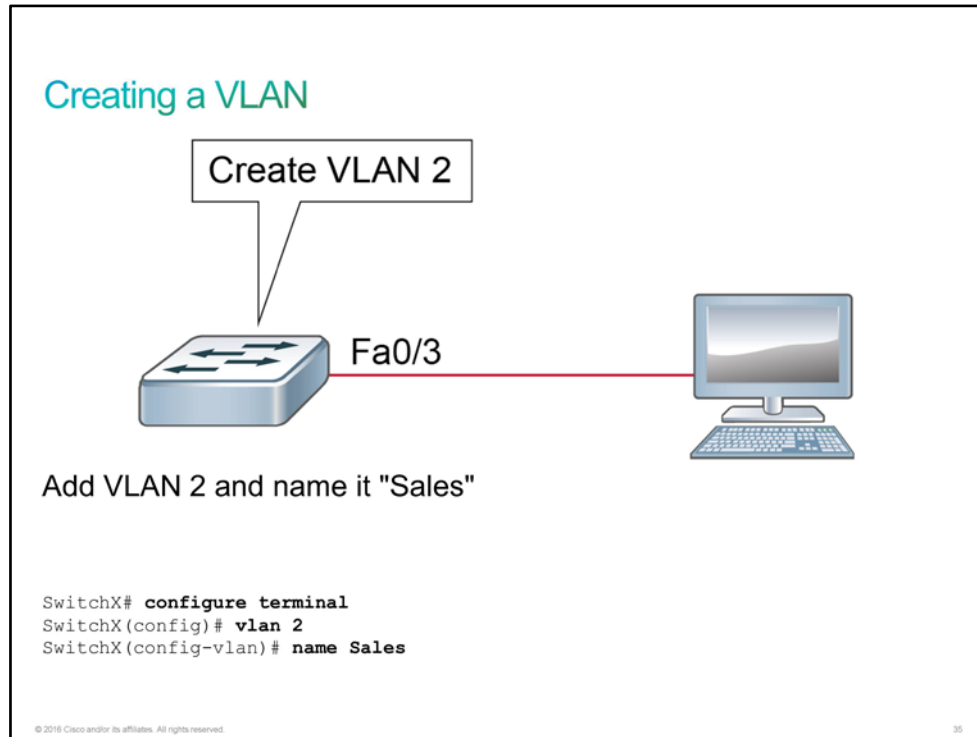 Creating a VLAN
Create VLAN 2
Fa0/3
Add VLAN 2 and name it "Sales"
SwitchX# configure terminal
SwitchX(config)# vlan 2
SwitchX(config-vlan)# name Sales
© 2016 Cisco and/or its affiliates. All rights reserved.
35